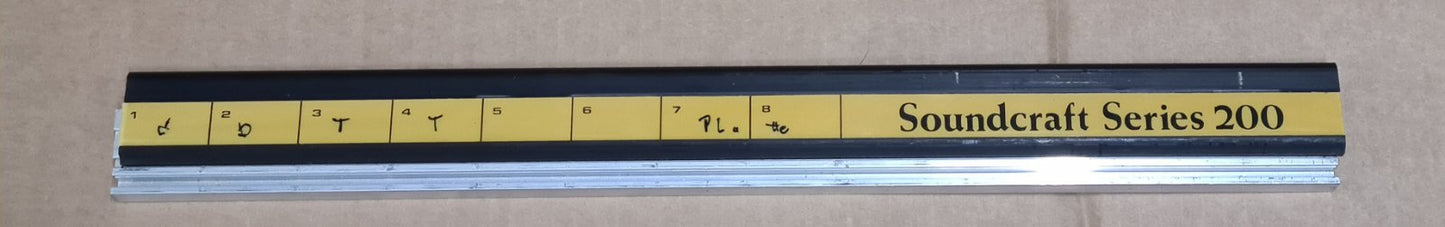 1 d 2 b 3 T 4 T 5 6 7 PL. 8 Soundcraft Series 200